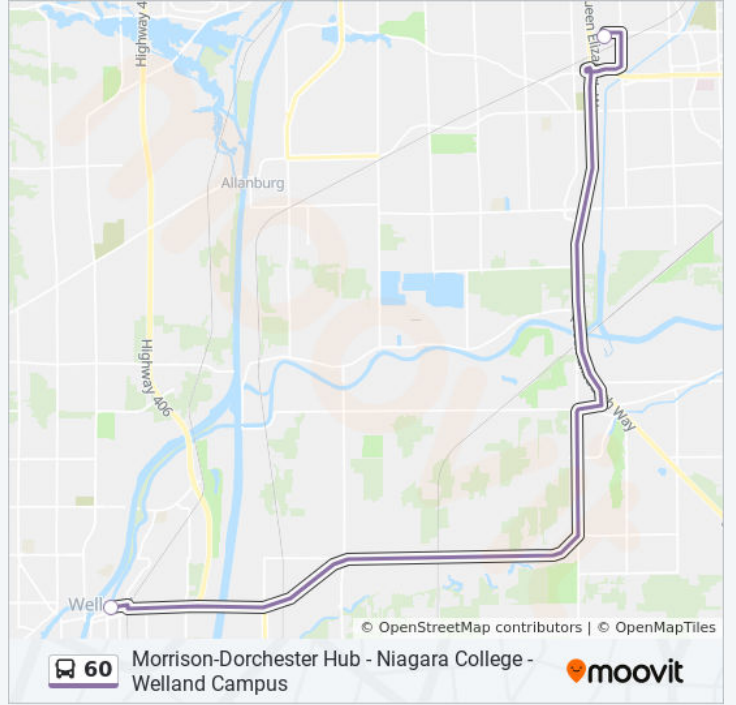 Highway 4
ueen Eliza
Allanburg
Highway 406
h Way
Well
© OpenStreetMap contributors | © OpenMapTiles
60
Morrison-Dorchester Hub - Niagara College -
Welland Campus
moovit